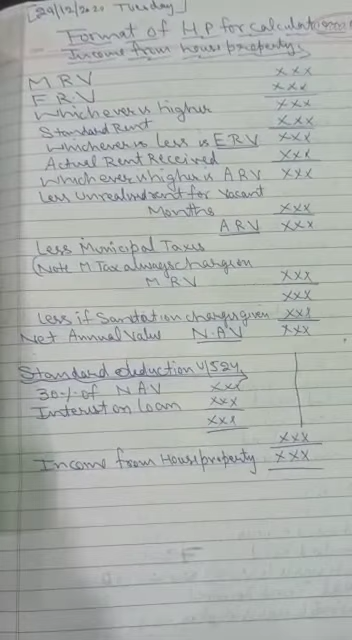 [29/12/2020 Tuesday]
Format of H.P for calculation
Income from house property
MRV xxx
FRV xxx
Whichever is higher xxx
Standard Rent xxx
Whichever is Less is ERV xxx
Actual Rent Received xxx
Whichever is higher is ARV xxx
Less Unrealised rent for Vacant
Months xxx
ARV xxx
Less Municipal Taxes
(Note M Tax always charge on
MRV xxx
xxx
Less if Sanitation charges given xxx
Net Annual Value N.A.V xxx
Standard deduction U/S 24
30% of NAV xxx
Interest on loan xxx
xxx
xxx
Income from House property xxx